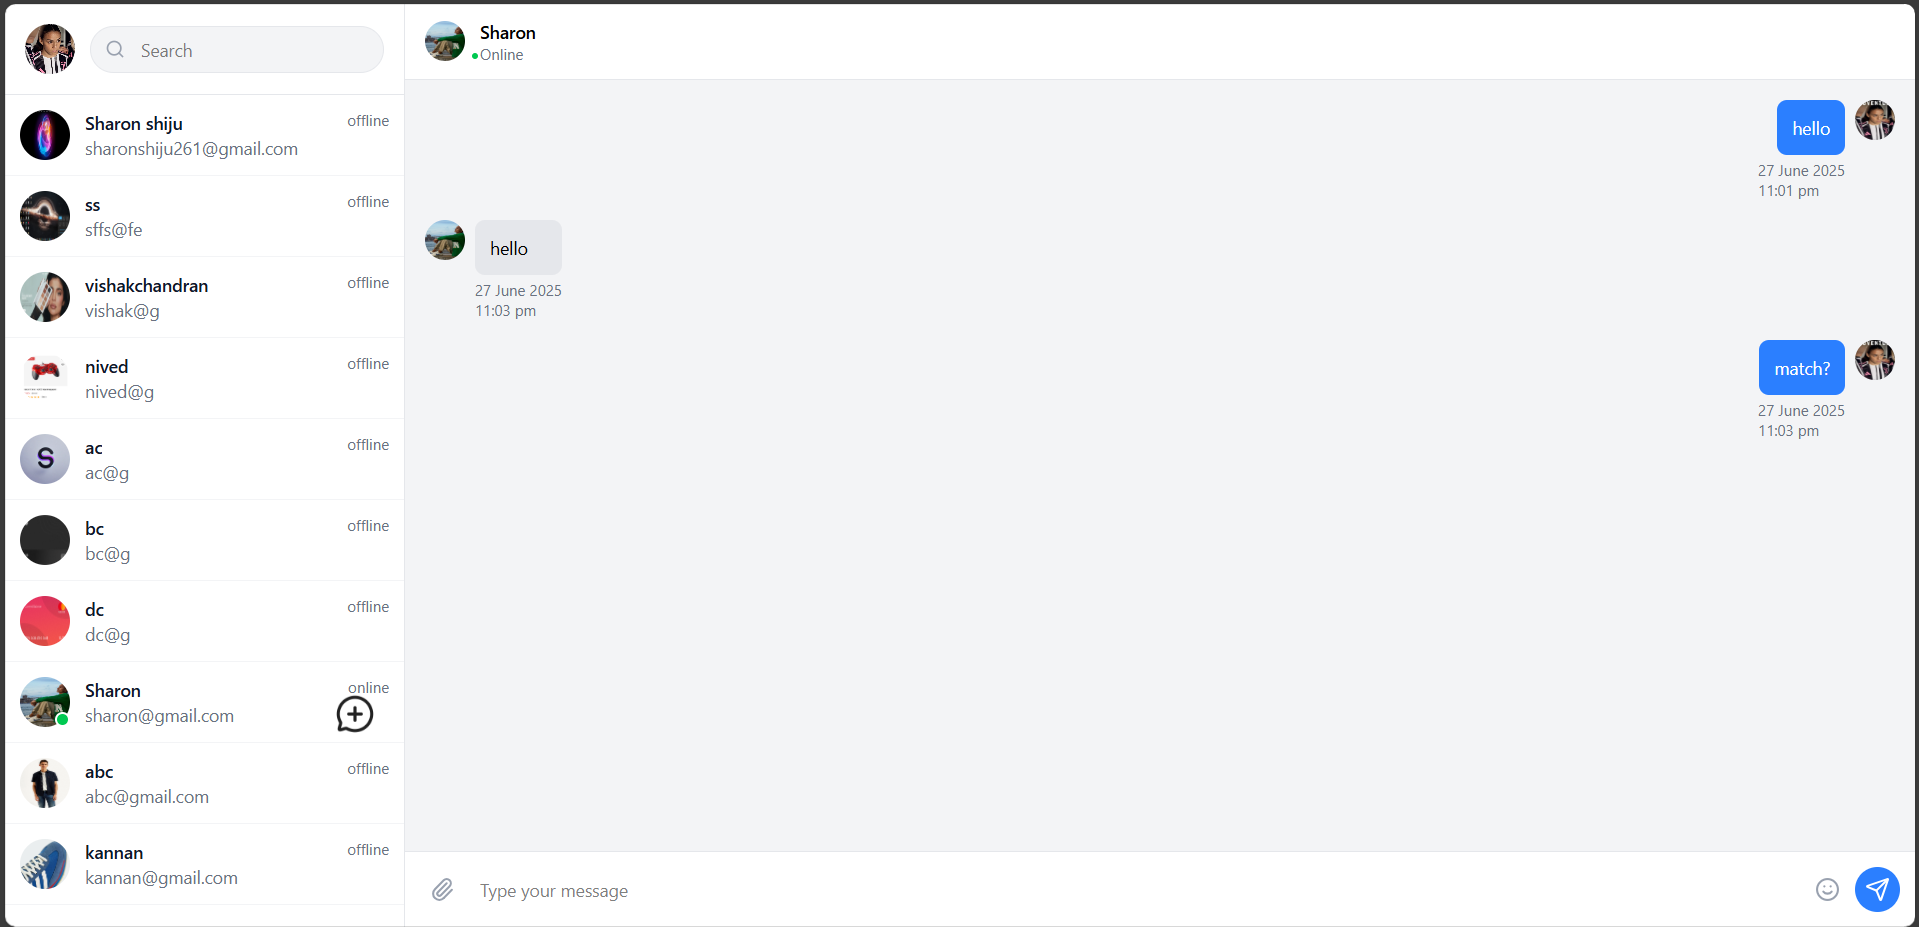 Search
Sharon shiju
offline
sharonshiju261@gmail.com
ss
offline
sffs@fe
vishakchandran
offline
vishak@g
nived
offline
nived@g
S
ac
offline
ac@g
bc
offline
bc@g
dc
offline
dc@g
Sharon
online
sharon@gmail.com
abc
offline
abc@gmail.com
kannan
offline
kannan@gmail.com
Sharon
Online
hello
27 June 2025
11:01 pm
hello
27 June 2025
11:03 pm
match?
27 June 2025
11:03 pm
Type your message